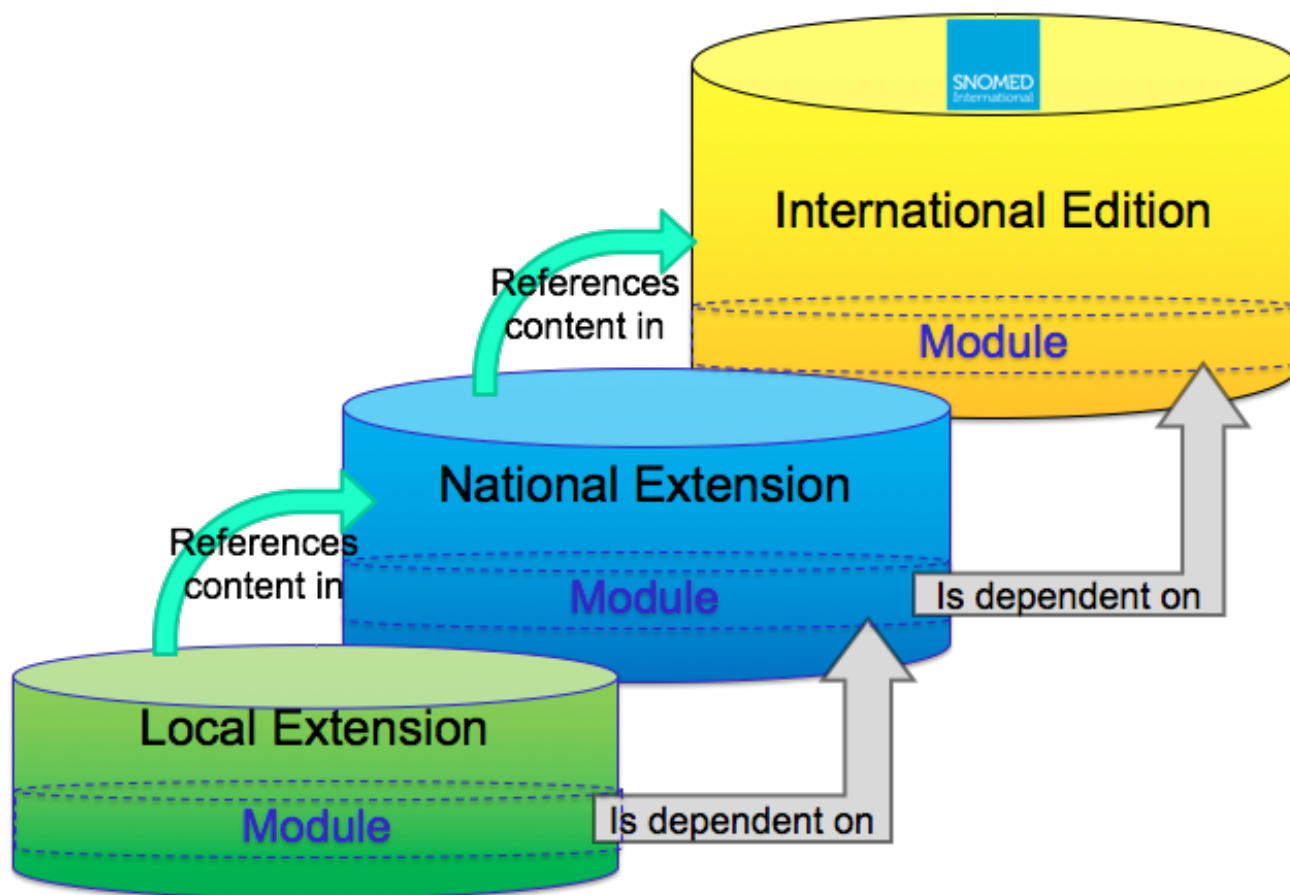 SNOMED
International
International Edition
Module
References
content in
National Extension
Module
Is dependent on
References
content in
Local Extension
Module
Is dependent on